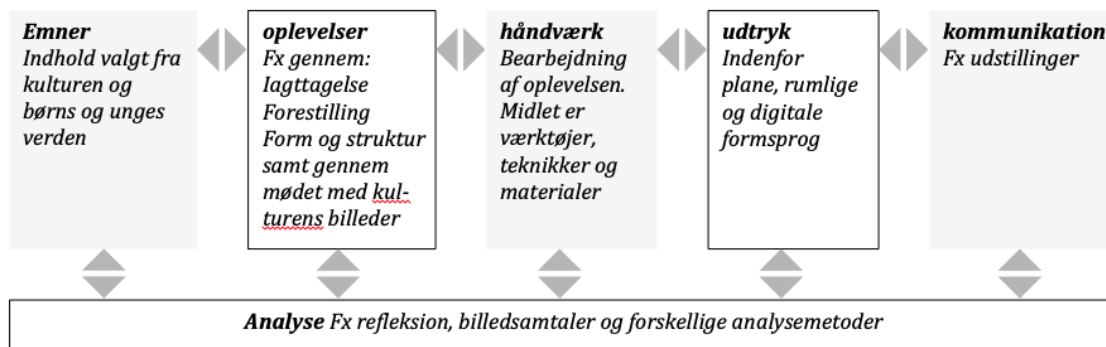 Emner
Indhold valgt fra
kulturen og
børns og unges
verden
oplevelser
Fx gennem:
Iagttagelse
Forestilling
Form og struktur
samt gennem
mødet med kul-
turens billeder
håndværk
Bearbejdning
af oplevelsen.
Midlet er
værktøjer,
teknikker og
materialer
udtryk
Indenfor
plane, rumlige
og digitale
formsprog
kommunikation
Fx udstillinger
Analyse Fx refleksion, billedsamtaler og forskellige analysemetoder